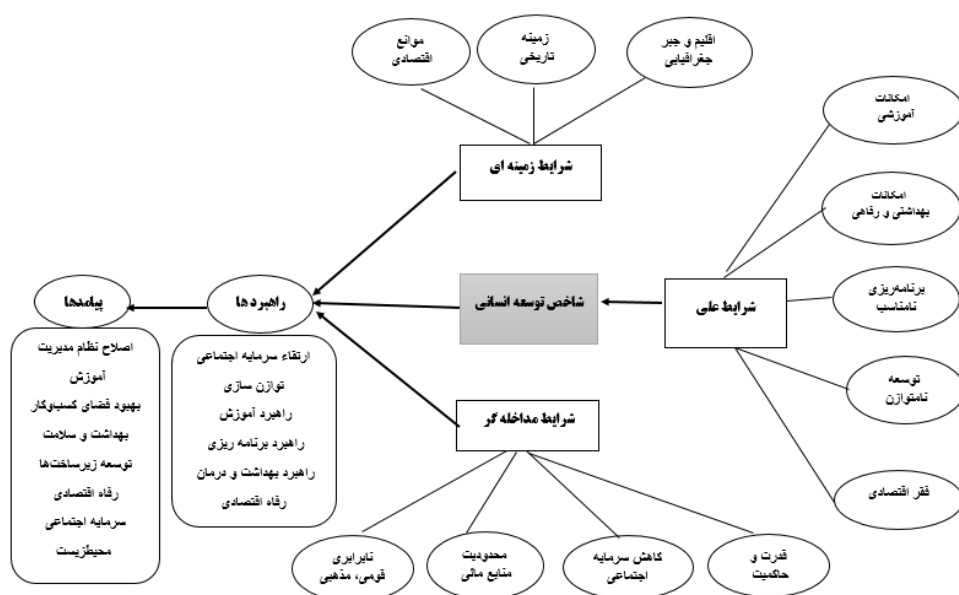 اقلیم و جبر
جغرافیایی
زمینه
تاریخی
موانع
اقتصادی
شرایط زمینه ای
امکانات
آموزشی
امکانات
بهداشتی و رفاهی
برنامه‌ریزی
نامناسب
توسعه
نامتوازن
فقر اقتصادی
شرایط علی
شاخص توسعه انسانی
راهبردها
ارتقاء سرمایه اجتماعی
توازن سازی
راهبرد آموزش
راهبرد برنامه ریزی
راهبرد بهداشت و درمان
رفاه اقتصادی
پیامدها
اصلاح نظام مدیریت
آموزش
بهبود فضای کسب‌وکار
بهداشت و سلامت
توسعه زیرساخت‌ها
رفاه اقتصادی
سرمایه اجتماعی
محیط‌زیست
شرایط مداخله گر
قدرت و
حاکمیت
کاهش سرمایه
اجتماعی
محدودیت
منابع مالی
نابرابری
قومی، مذهبی